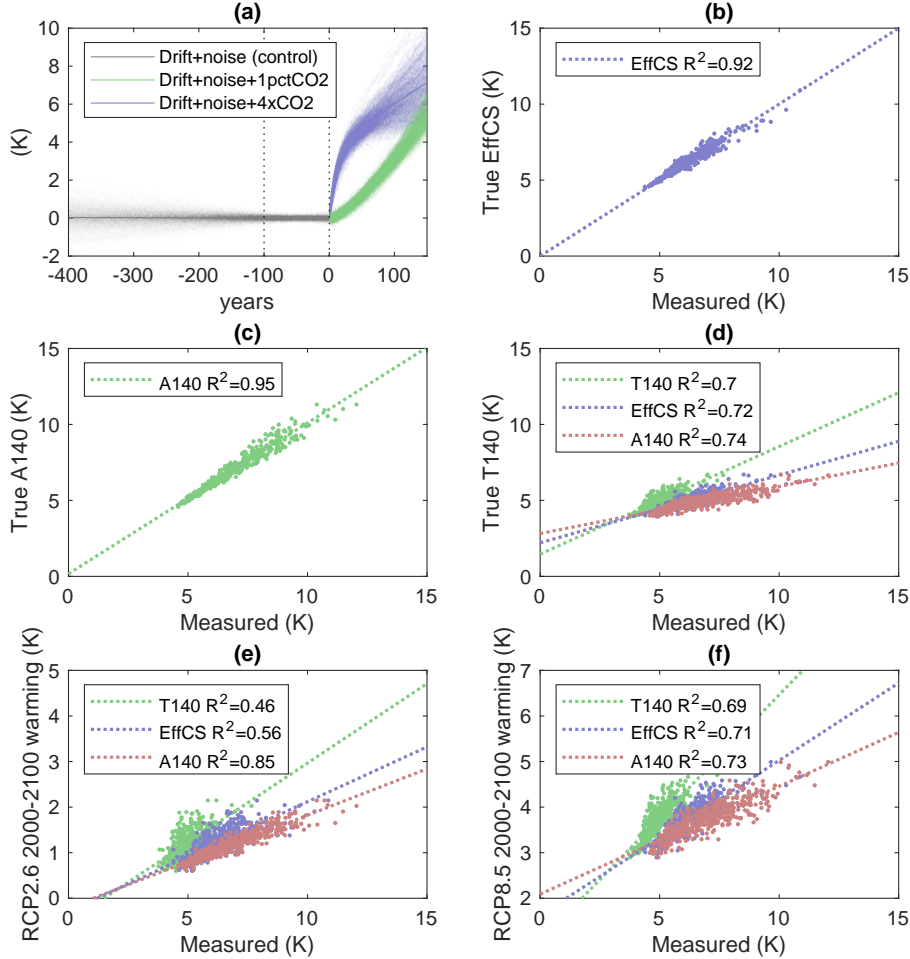 (a)
10
8
6
4
2
0
-2
(K)
Drift+noise (control)
Drift+noise+1pctCO2
Drift+noise+4xCO2
-400 -300 -200 -100 0 100
years
(b)
15
10
5
0
True EffCS (K)
EffCS R²=0.92
0 5 10 15
Measured (K)
(c)
15
10
5
0
True A140 (K)
A140 R²=0.95
0 5 10 15
Measured (K)
(d)
15
10
5
0
True T140 (K)
T140 R²=0.7
EffCS R²=0.72
A140 R²=0.74
0 5 10 15
Measured (K)
(e)
5
4
3
2
1
0
RCP2.6 2000-2100 warming (K)
T140 R²=0.46
EffCS R²=0.56
A140 R²=0.85
0 5 10 15
Measured (K)
(f)
7
6
5
4
3
2
RCP8.5 2000-2100 warming (K)
T140 R²=0.69
EffCS R²=0.71
A140 R²=0.73
0 5 10 15
Measured (K)